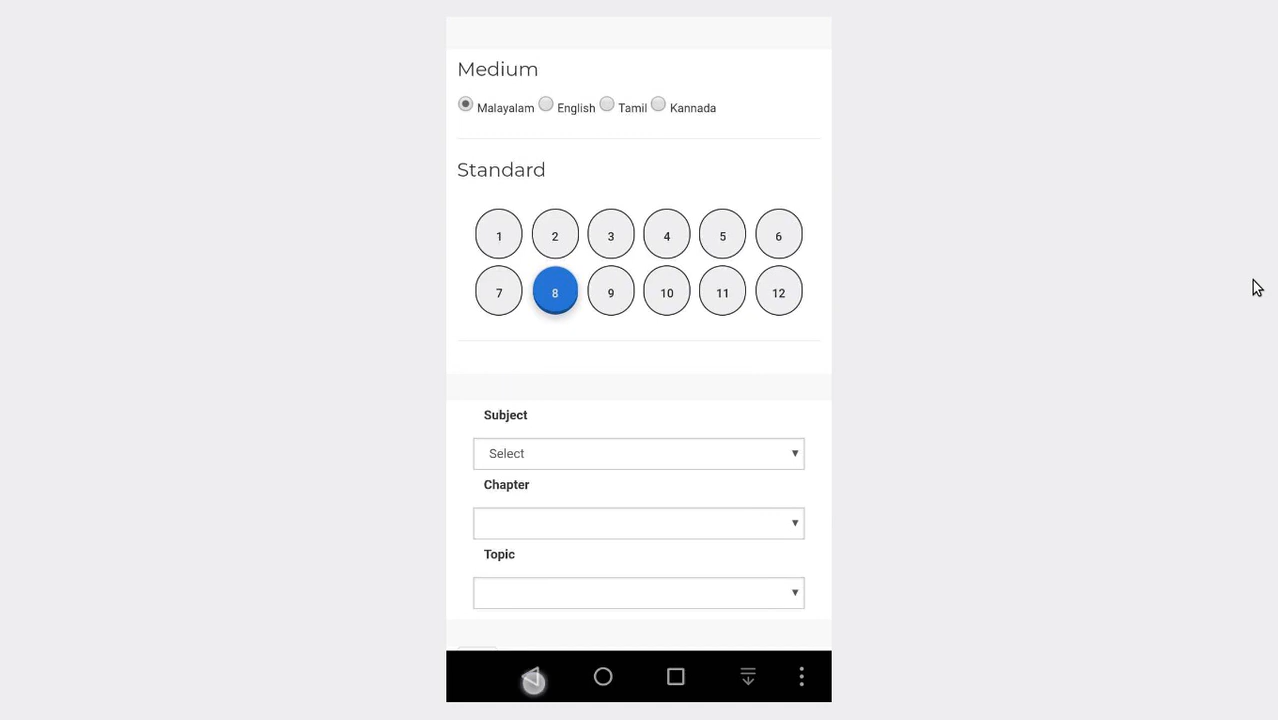 Medium
Malayalam English Tamil Kannada
Standard
1 2 3 4 5 6
7 8 9 10 11 12
Subject
Select
Chapter
Topic